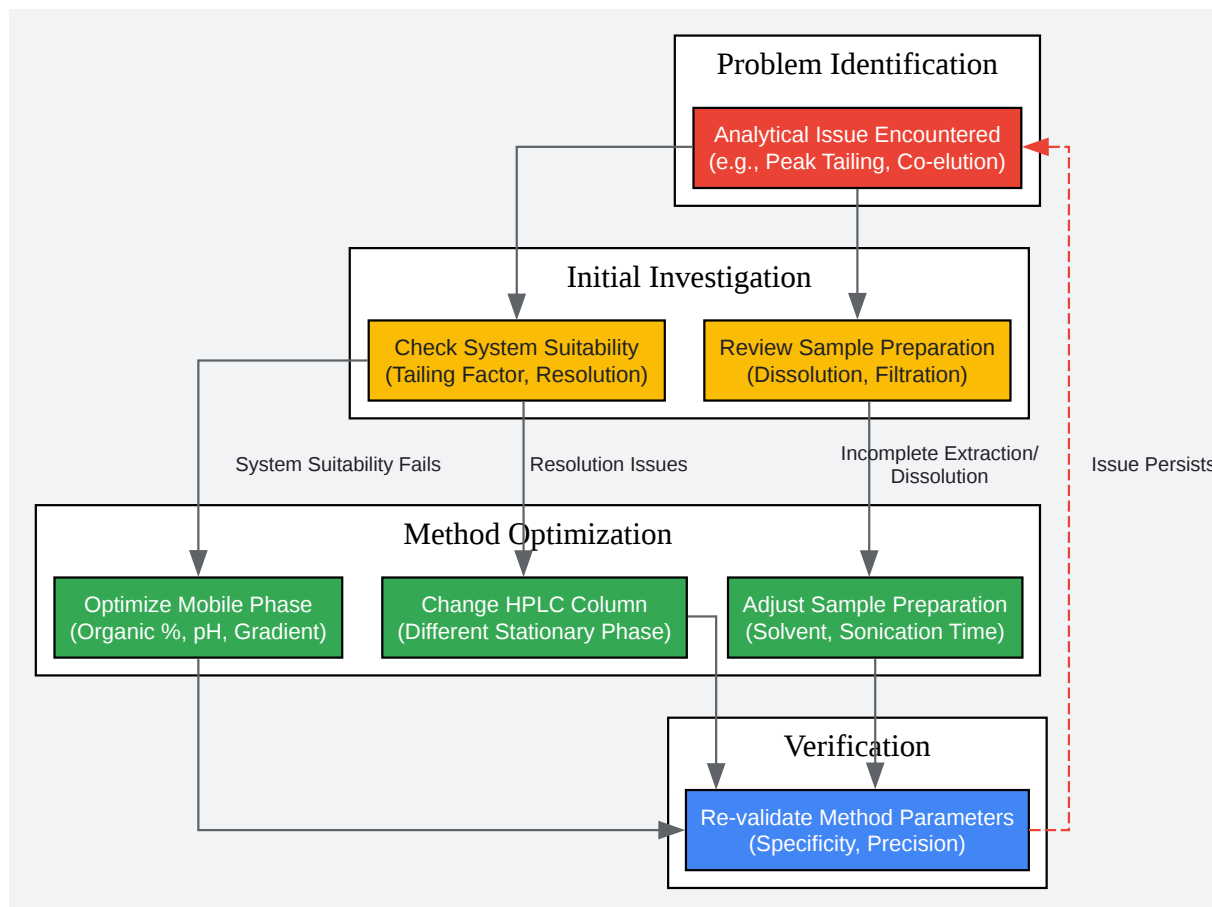 Problem Identification
Analytical Issue Encountered
(e.g., Peak Tailing, Co-elution)
Initial Investigation
Check System Suitability
(Tailing Factor, Resolution)
Review Sample Preparation
(Dissolution, Filtration)
System Suitability Fails
Resolution Issues
Incomplete Extraction/
Dissolution
Issue Persists
Method Optimization
Optimize Mobile Phase
(Organic %, pH, Gradient)
Change HPLC Column
(Different Stationary Phase)
Adjust Sample Preparation
(Solvent, Sonication Time)
Verification
Re-validate Method Parameters
(Specificity, Precision)